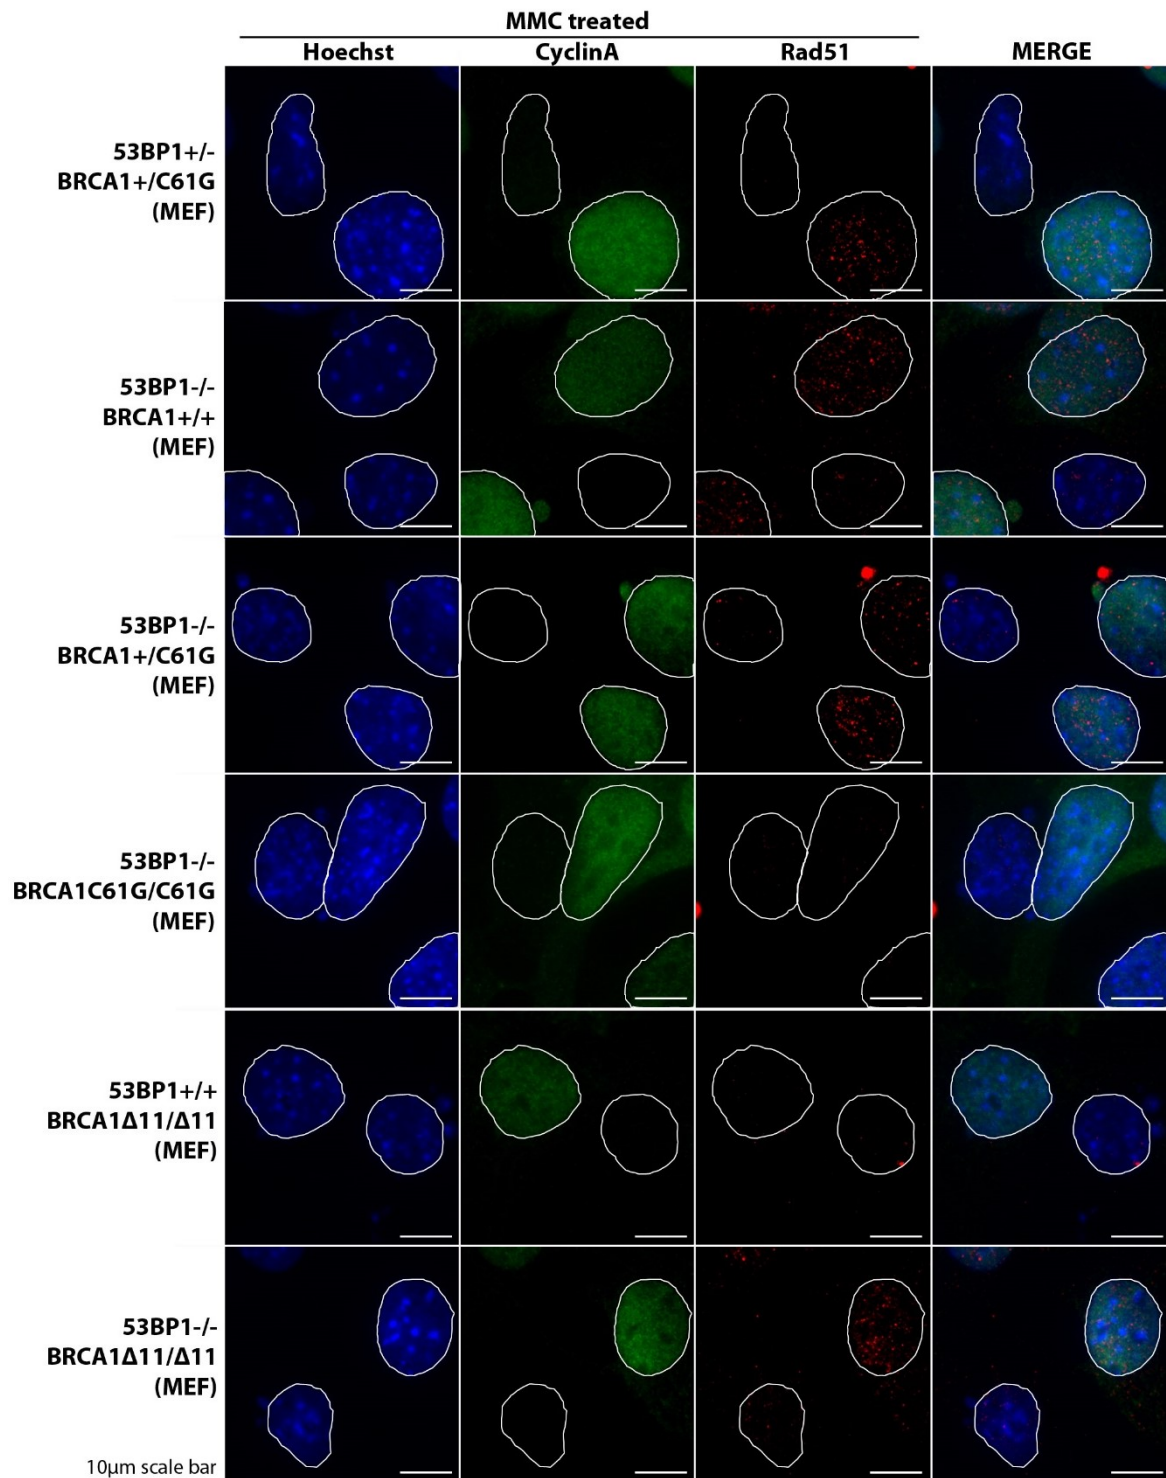 MMC treated
Hoechst CyclinA Rad51 MERGE
53BP1+/-
BRCA1+/C61G
(MEF)
53BP1-/-
BRCA1+/+
(MEF)
53BP1-/-
BRCA1+/C61G
(MEF)
53BP1-/-
BRCA1C61G/C61G
(MEF)
53BP1+/+
BRCA1Δ11/Δ11
(MEF)
53BP1-/-
BRCA1Δ11/Δ11
(MEF)
10μm scale bar